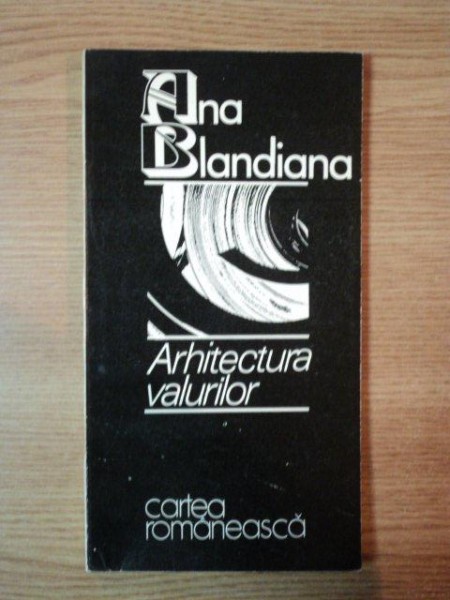 Ana
Blandiana
Arhitectura
valurilor
cartea
românească